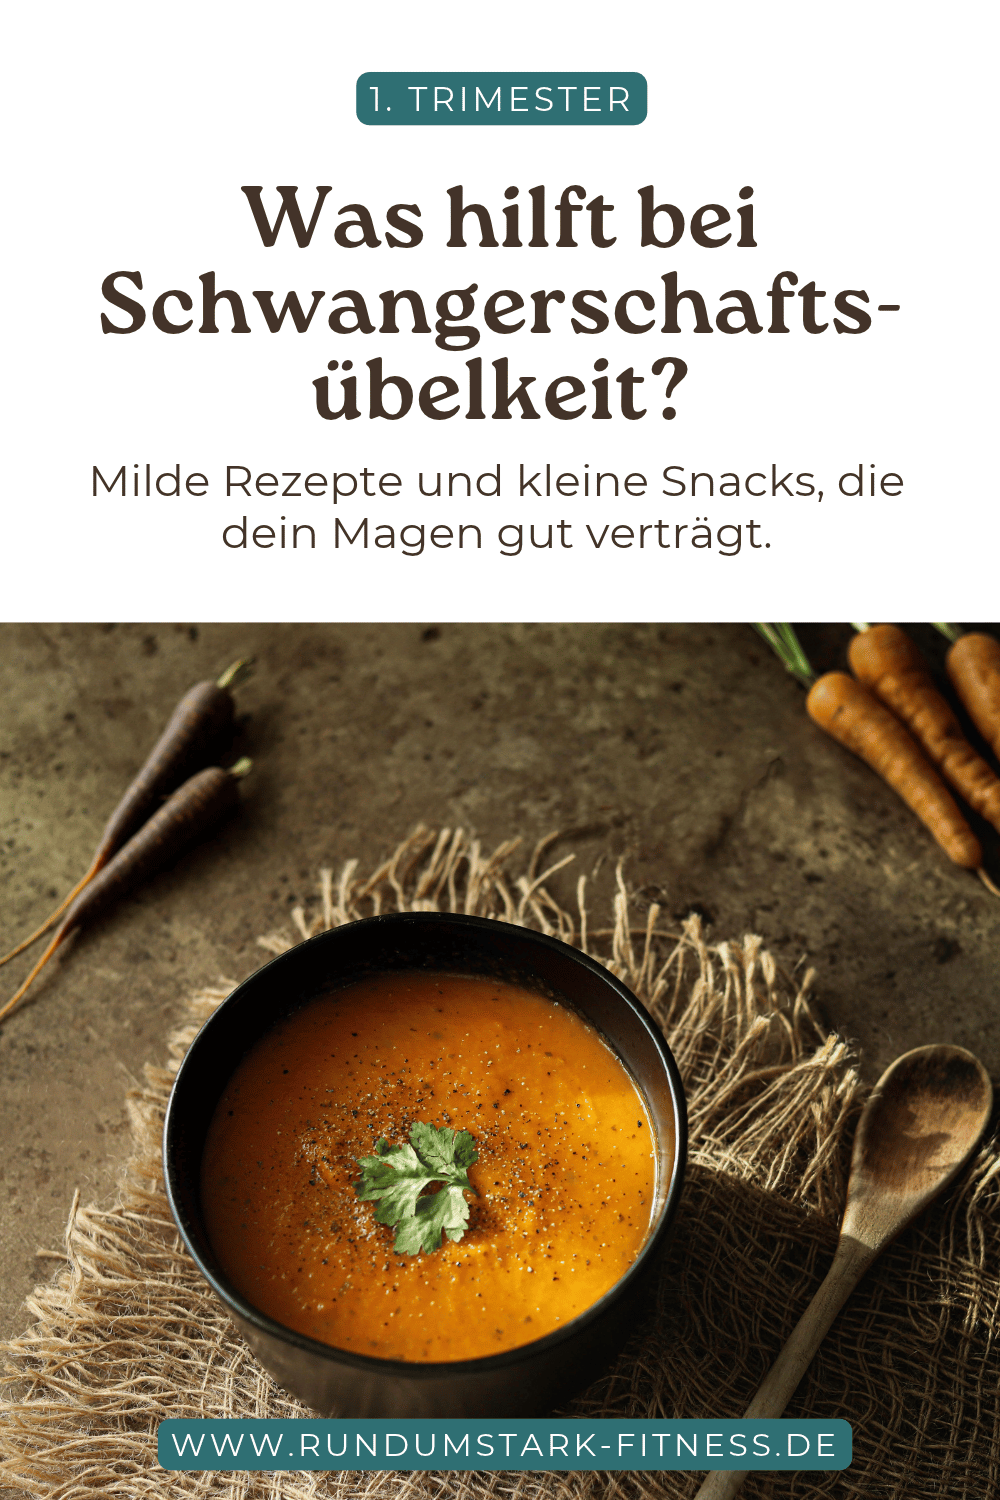 1. TRIMESTER
Was hilft bei
Schwangerschafts-
übelkeit?
Milde Rezepte und kleine Snacks, die
dein Magen gut verträgt.
WWW.RUNDUMSTARK-FITNESS.DE